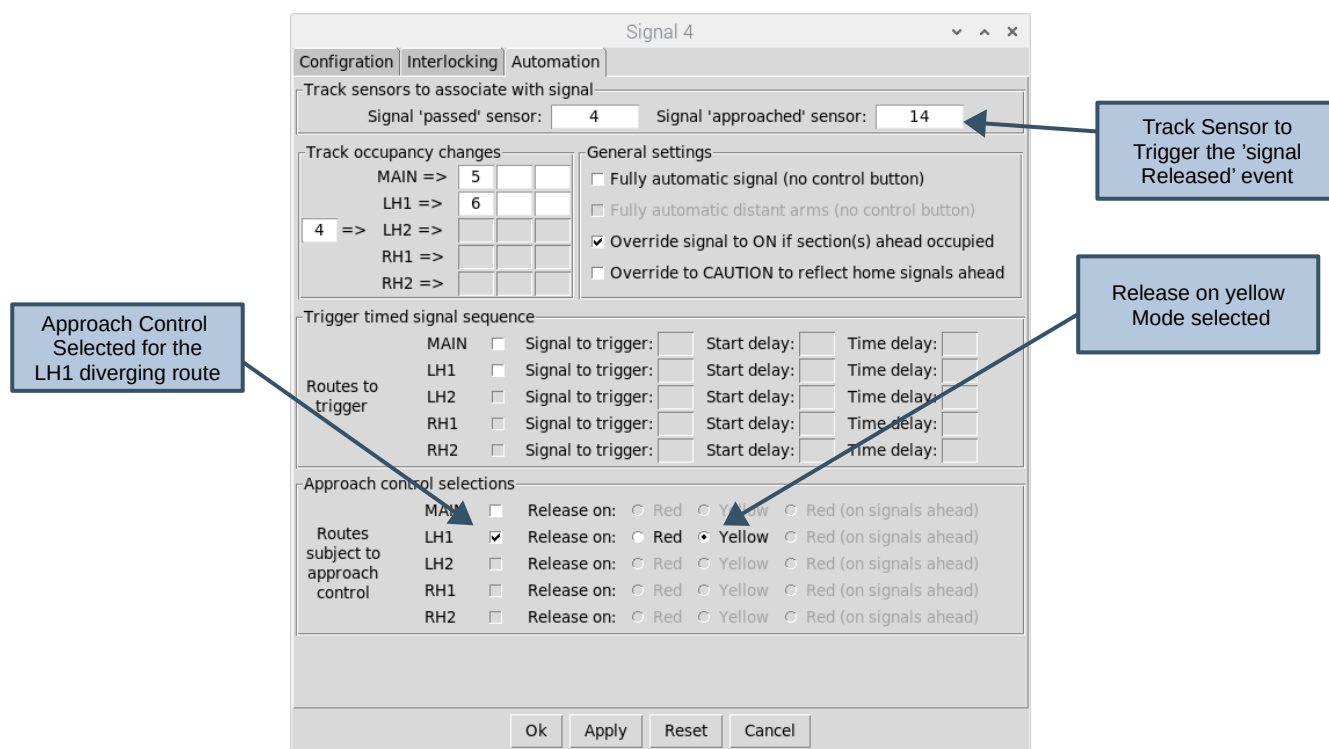 Signal 4
Configration Interlocking Automation
Track sensors to associate with signal
Signal 'passed' sensor: 4 Signal 'approached' sensor: 14
Track Sensor to
Trigger the ’signal
Released’ event
Track occupancy changes
MAIN => 5
LH1 => 6
4 => LH2 =>
RH1 =>
RH2 =>
General settings
Fully automatic signal (no control button)
Fully automatic distant arms (no control button)
Override signal to ON if section(s) ahead occupied
Override to CAUTION to reflect home signals ahead
Release on yellow
Mode selected
Approach Control
Selected for the
LH1 diverging route
Trigger timed signal sequence
Routes to
trigger
MAIN Signal to trigger: Start delay: Time delay:
LH1 Signal to trigger: Start delay: Time delay:
LH2 Signal to trigger: Start delay: Time delay:
RH1 Signal to trigger: Start delay: Time delay:
RH2 Signal to trigger: Start delay: Time delay:
Approach control selections
Routes
subject to
approach
control
MAIN Release on: Red Yellow Red (on signals ahead)
LH1 Release on: Red Yellow Red (on signals ahead)
LH2 Release on: Red Yellow Red (on signals ahead)
RH1 Release on: Red Yellow Red (on signals ahead)
RH2 Release on: Red Yellow Red (on signals ahead)
Ok Apply Reset Cancel